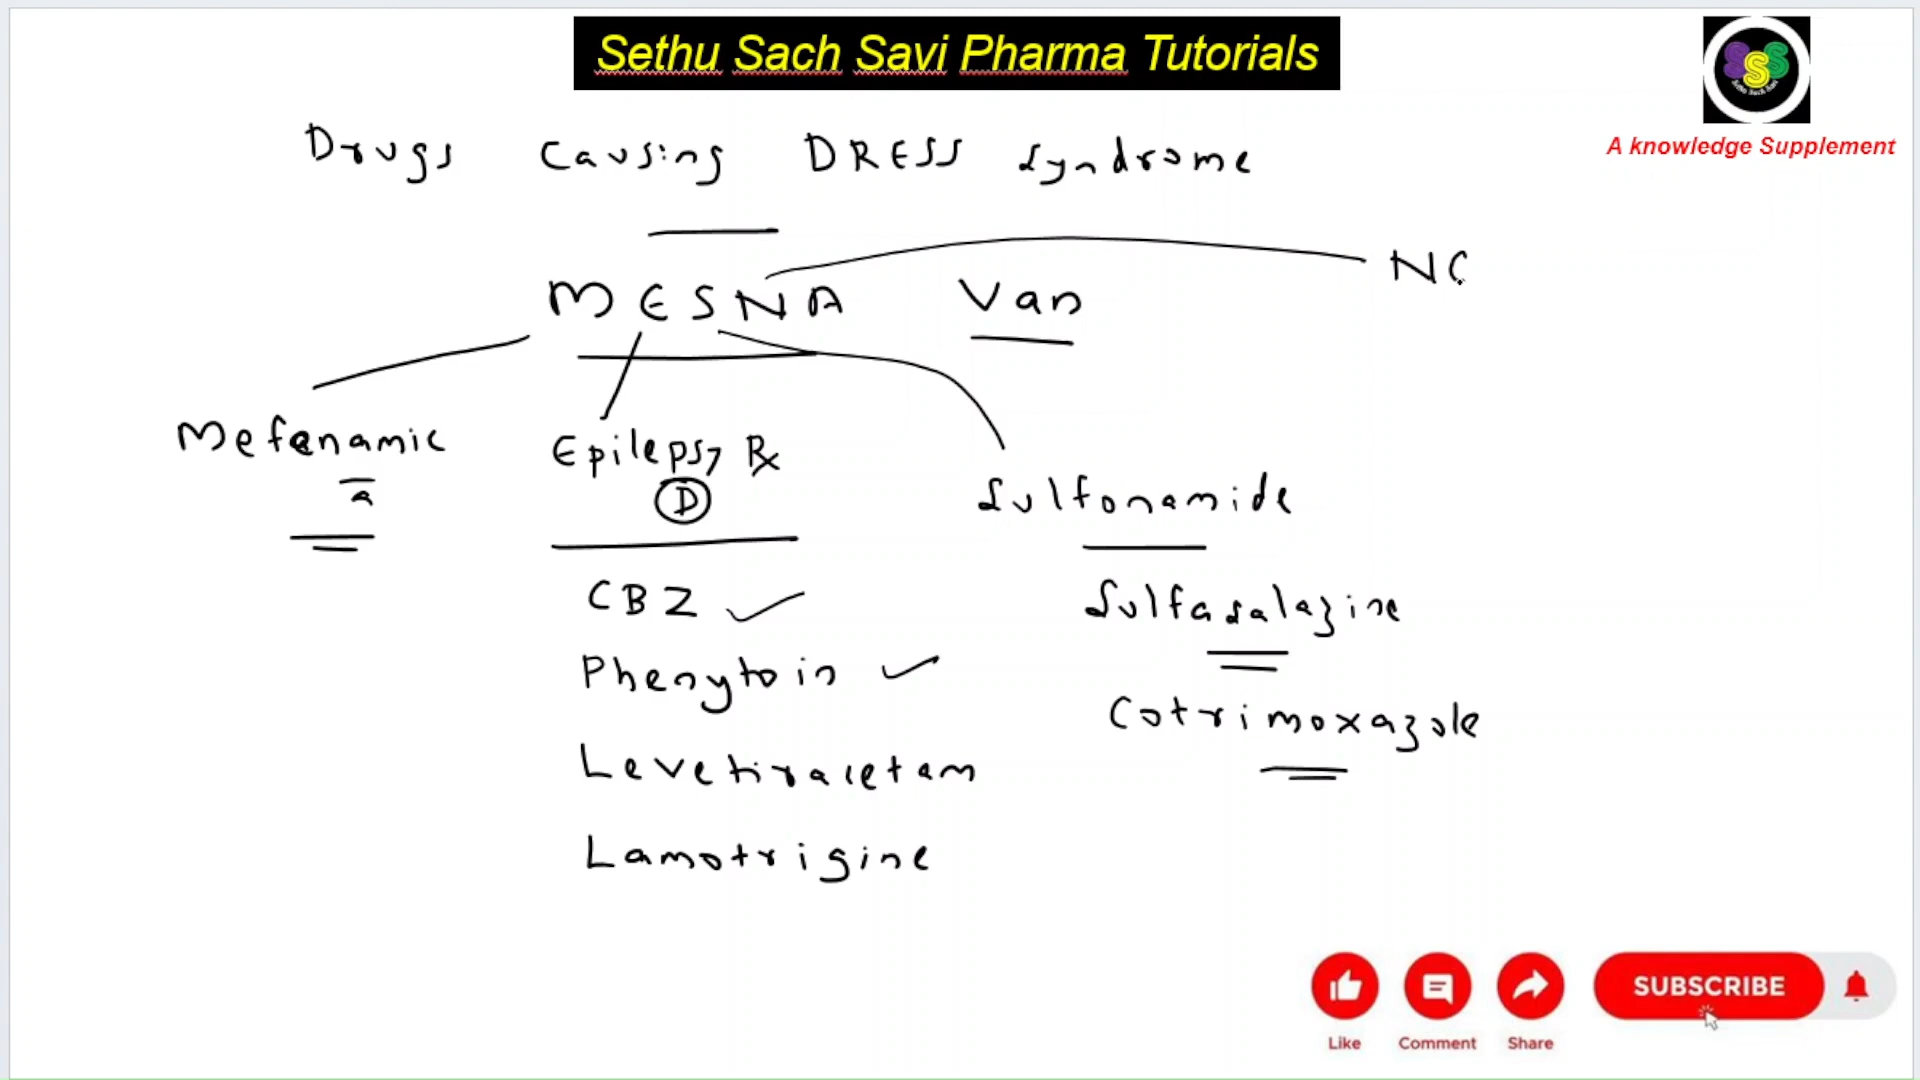 Sethu Sach Savi Pharma Tutorials
A knowledge Supplement
Drugs Causing DRESS Syndrome
MESNA Van
Mefenamic
a
Epilepsy Rx
D
CBZ
Phenytoin
Levetiracetam
Lamotrigine
Sulfonamide
Sulfasalazine
Cotrimoxazole
SUBSCRIBE
Like
Comment
Share